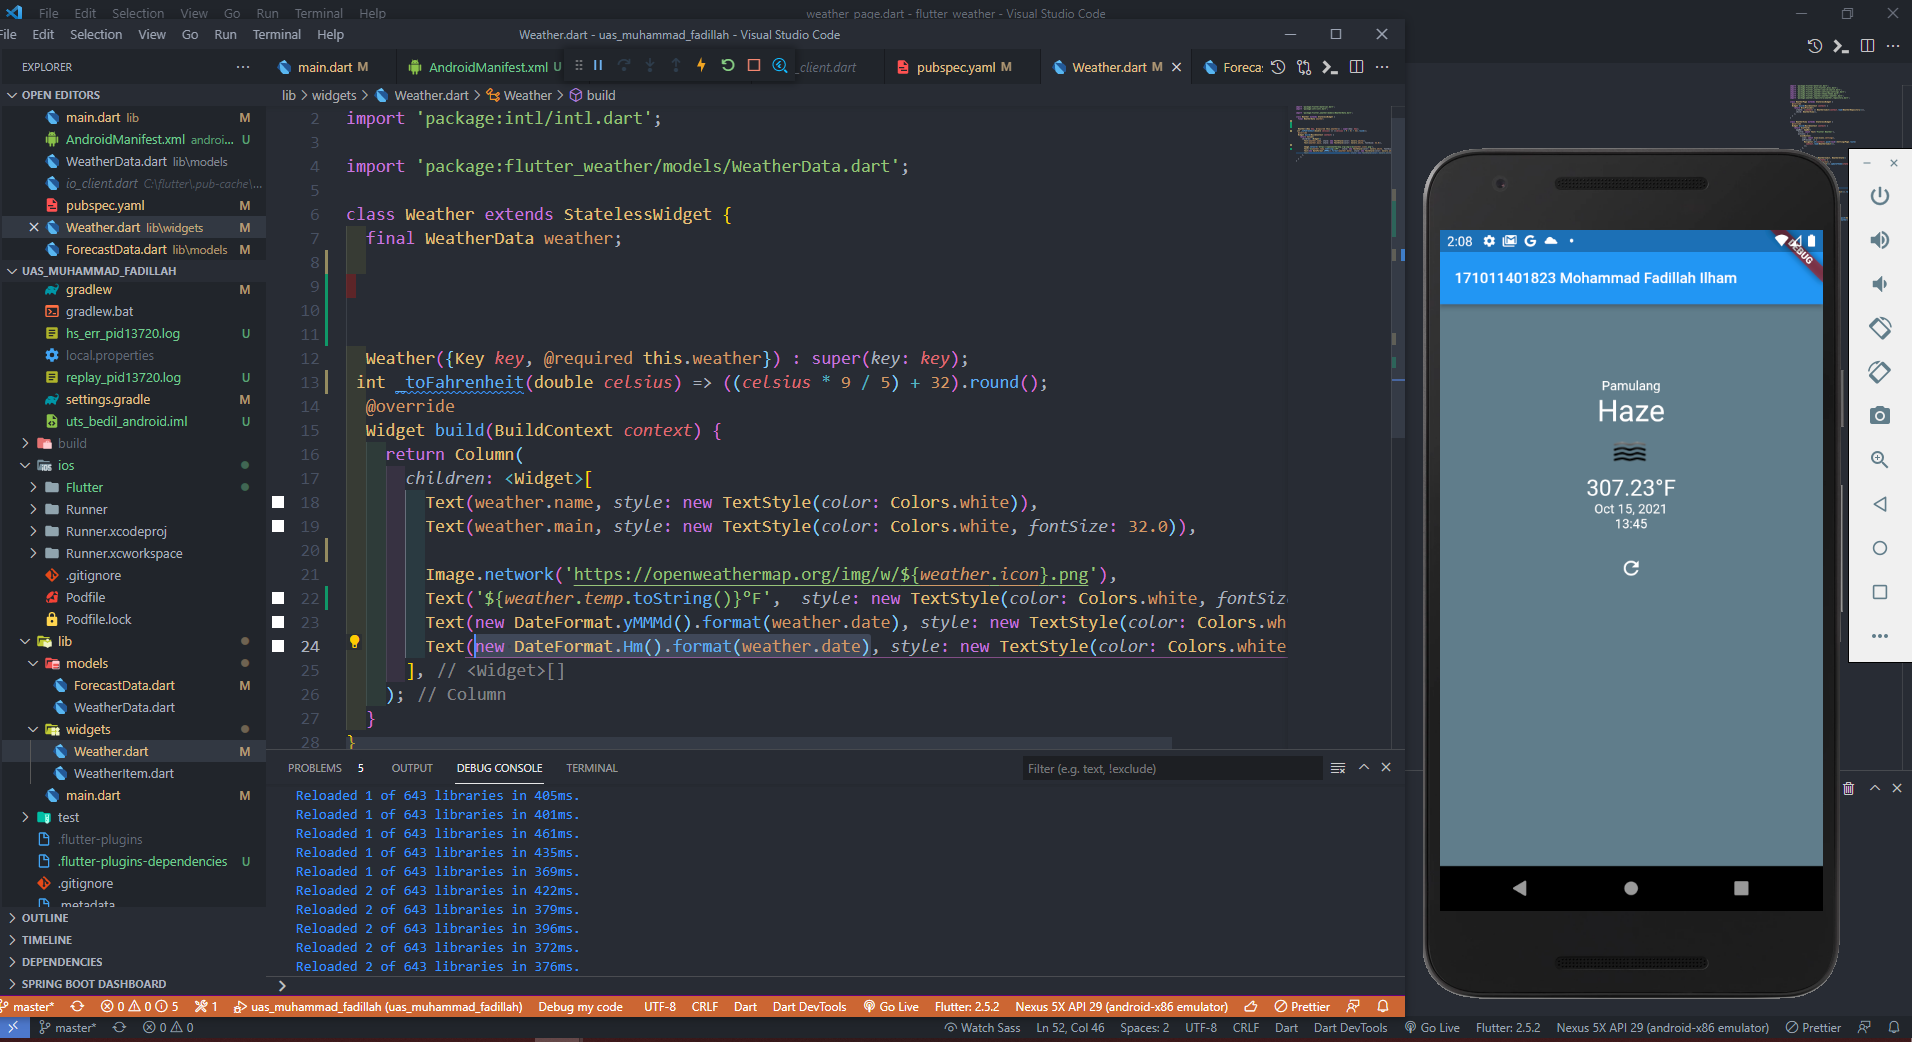 File Edit Selection View Go Run Terminal Help
weather_page.dart - flutter_weather - Visual Studio Code
File Edit Selection View Go Run Terminal Help
Weather.dart - uas_muhammad_fadillah - Visual Studio Code
EXPLORER
OPEN EDITORS
main.dart lib M
AndroidManifest.xml androi... U
WeatherData.dart lib\models
io_client.dart C:\flutter\.pub-cache\...
pubspec.yaml M
Weather.dart lib\widgets M
ForecastData.dart lib\models M
UAS_MUHAMMAD_FADILLAH
gradlew M
gradlew.bat
hs_err_pid13720.log U
local.properties
replay_pid13720.log U
settings.gradle M
uts_bedil_android.iml U
build
ios
Flutter
Runner
Runner.xcodeproj
Runner.xcworkspace
.gitignore
Podfile
Podfile.lock
lib
models
ForecastData.dart M
WeatherData.dart
widgets
Weather.dart M
WeatherItem.dart
main.dart M
test
.flutter-plugins
.flutter-plugins-dependencies U
.gitignore
.metadata
OUTLINE
TIMELINE
DEPENDENCIES
SPRING BOOT DASHBOARD
main.dart M AndroidManifest.xml U _client.dart pubspec.yaml M Weather.dart M Foreca
lib > widgets > Weather.dart > Weather > build
2 import 'package:intl/intl.dart';
3
4 import 'package:flutter_weather/models/WeatherData.dart';
5
6 class Weather extends StatelessWidget {
7 final WeatherData weather;
8
9
10
11
12 Weather({Key key, @required this.weather}) : super(key: key);
13 int _toFahrenheit(double celsius) => ((celsius * 9 / 5) + 32).round();
14 @override
15 Widget build(BuildContext context) {
16 return Column(
17 children: <Widget>[
18 Text(weather.name, style: new TextStyle(color: Colors.white)),
19 Text(weather.main, style: new TextStyle(color: Colors.white, fontSize: 32.0)),
20
21 Image.network('https://openweathermap.org/img/w/${weather.icon}.png'),
22 Text('${weather.temp.toString()}°F', style: new TextStyle(color: Colors.white, fontSiz
23 Text(new DateFormat.yMMMd().format(weather.date), style: new TextStyle(color: Colors.wh
24 Text(new DateFormat.Hm().format(weather.date), style: new TextStyle(color: Colors.white
25 ], // <Widget>[]
26 ); // Column
27 }
28 }
PROBLEMS 5 OUTPUT DEBUG CONSOLE TERMINAL
Filter (e.g. text, !exclude)
Reloaded 1 of 643 libraries in 405ms.
Reloaded 1 of 643 libraries in 401ms.
Reloaded 1 of 643 libraries in 461ms.
Reloaded 1 of 643 libraries in 435ms.
Reloaded 1 of 643 libraries in 369ms.
Reloaded 2 of 643 libraries in 422ms.
Reloaded 2 of 643 libraries in 379ms.
Reloaded 2 of 643 libraries in 396ms.
Reloaded 2 of 643 libraries in 372ms.
Reloaded 2 of 643 libraries in 376ms.
master* 0 0 5 1 uas_muhammad_fadillah (uas_muhammad_fadillah) Debug my code UTF-8 CRLF Dart Dart DevTools Go Live Flutter: 2.5.2 Nexus 5X API 29 (android-x86 emulator) Prettier
master* 0 0 Watch Sass Ln 52, Col 46 Spaces: 2 UTF-8 CRLF Dart Dart DevTools Go Live Flutter: 2.5.2 Nexus 5X API 29 (android-x86 emulator) Prettier
2:08
DEBUG
171011401823 Mohammad Fadillah Ilham
Pamulang
Haze
307.23°F
Oct 15, 2021
13:45